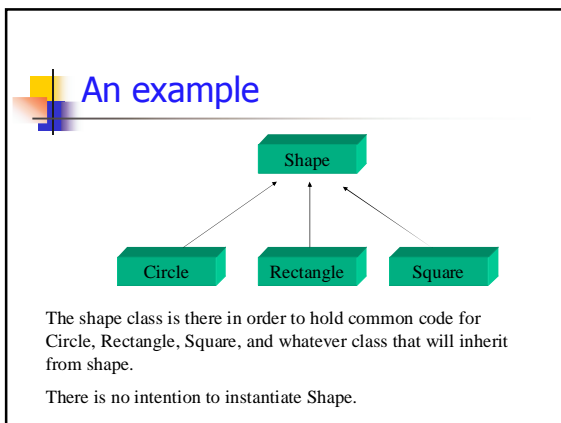 An example
Shape
Circle Rectangle Square
The shape class is there in order to hold common code for
Circle, Rectangle, Square, and whatever class that will inherit
from shape.
There is no intention to instantiate Shape.